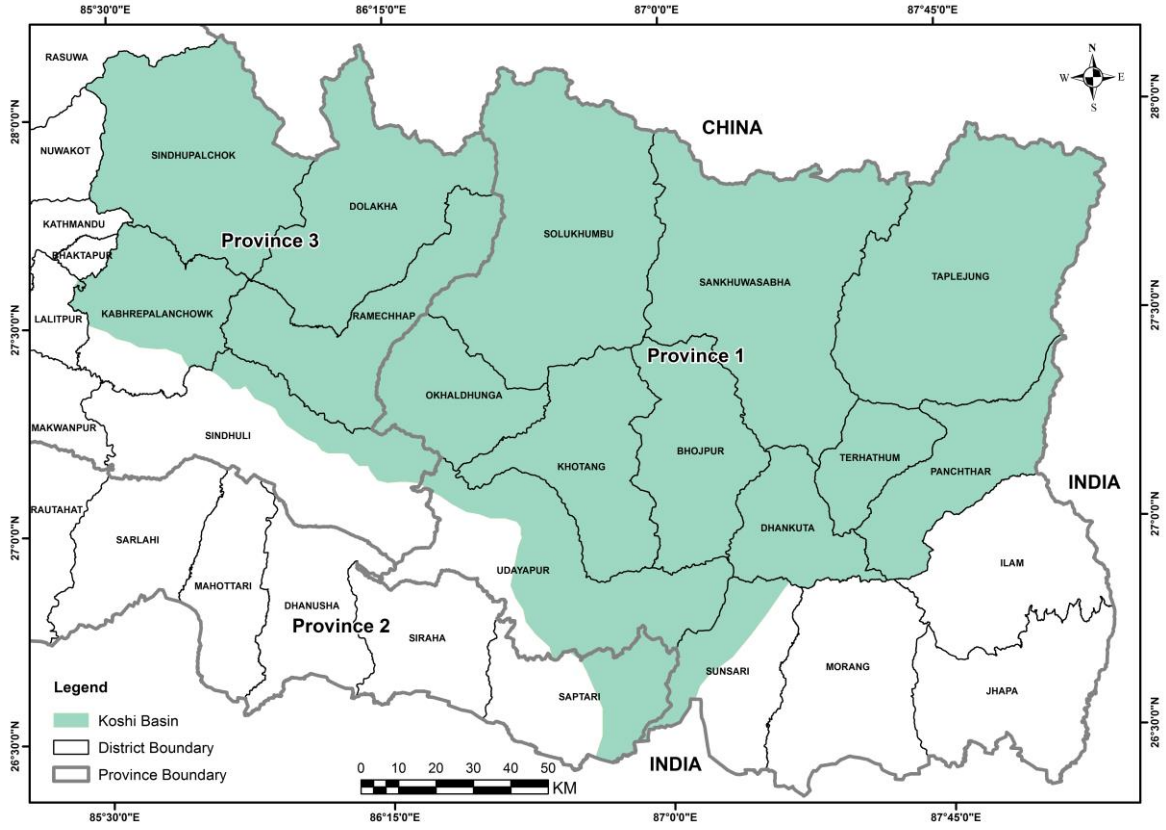 85°30'0"E 86°15'0"E 87°0'0"E 87°45'0"E
RASUWA
N
W E
S
28°0'0"N
28°0'0"N
CHINA
NUWAKOT
SINDHUPALCHOK
DOLAKHA
KATHMANDU
SOLUKHUMBU
Province 3
BHAKTAPUR
SANKHUWASABHA
TAPLEJUNG
27°30'0"N
27°30'0"N
LALITPUR
KABHREPALANCHOWK
RAMECHHAP
Province 1
OKHALDHUNGA
MAKWANPUR
SINDHULI
BHOJPUR
TERHATHUM
KHOTANG
PANCHTHAR
INDIA
RAUTAHAT
27°0'0"N
27°0'0"N
DHANKUTA
SARLAHI
ILAM
UDAYAPUR
MAHOTTARI
DHANUSHA
Province 2
SIRAHA
SUNSARI
MORANG
Legend
SAPTARI
JHAPA
Koshi Basin
District Boundary
26°30'0"N
26°30'0"N
INDIA
Province Boundary
0 10 20 30 40 50
KM
85°30'0"E 86°15'0"E 87°0'0"E 87°45'0"E